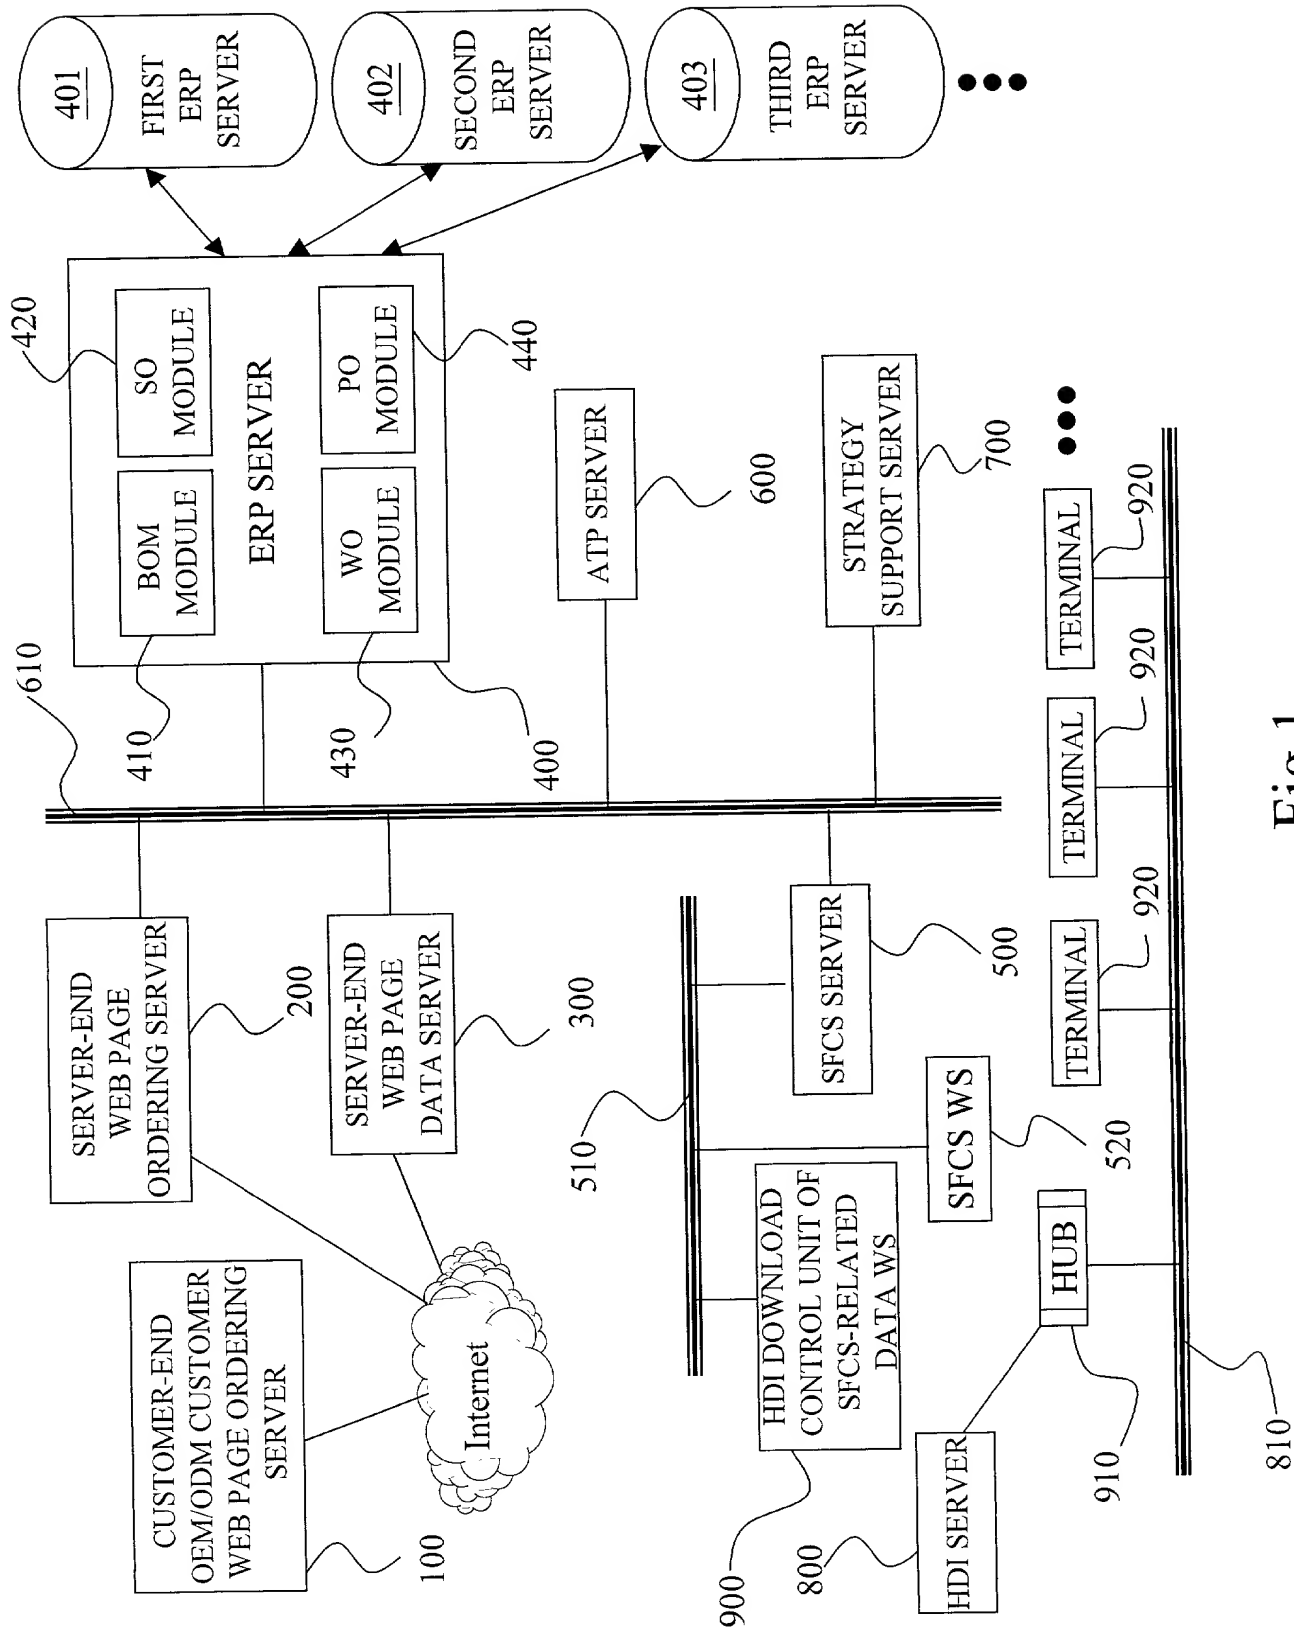 CUSTOMER-END
OEM/ODM CUSTOMER
WEB PAGE ORDERING
SERVER
100
Internet
SERVER-END
WEB PAGE
ORDERING SERVER
200
SERVER-END
WEB PAGE
DATA SERVER
300
610
410
BOM
MODULE
420
SO
MODULE
ERP SERVER
430
WO
MODULE
440
PO
MODULE
400
401
FIRST
ERP
SERVER
402
SECOND
ERP
SERVER
403
THIRD
ERP
SERVER
ATP SERVER
600
STRATEGY
SUPPORT SERVER
700
510
SFCS SERVER
500
SFCS WS
520
HDI DOWNLOAD
CONTROL UNIT OF
SFCS-RELATED
DATA WS
900
800
HDI SERVER
HUB
910
TERMINAL
920
TERMINAL
920
TERMINAL
920
810
Fig.1